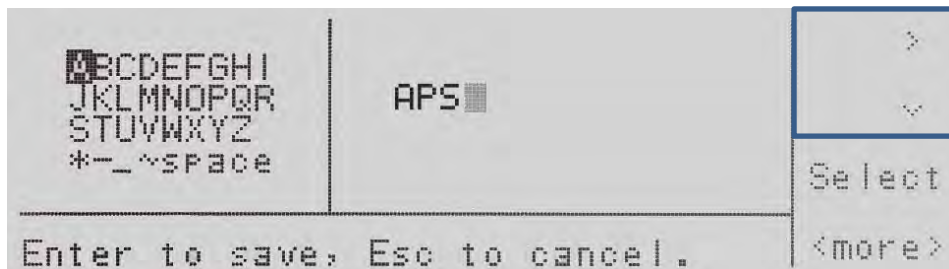 ABCDEFGHI
JKLMNOPQR
STUVWXYZ
*-_~space
APS
>
⌄
Select
<more>
Enter to save, Esc to cancel.